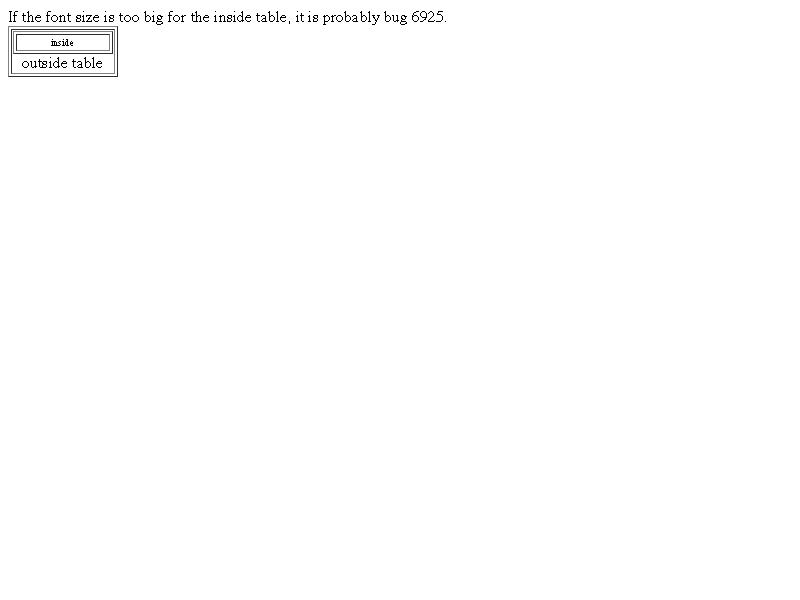 If the font size is too big for the inside table, it is probably bug 6925.
inside
outside table